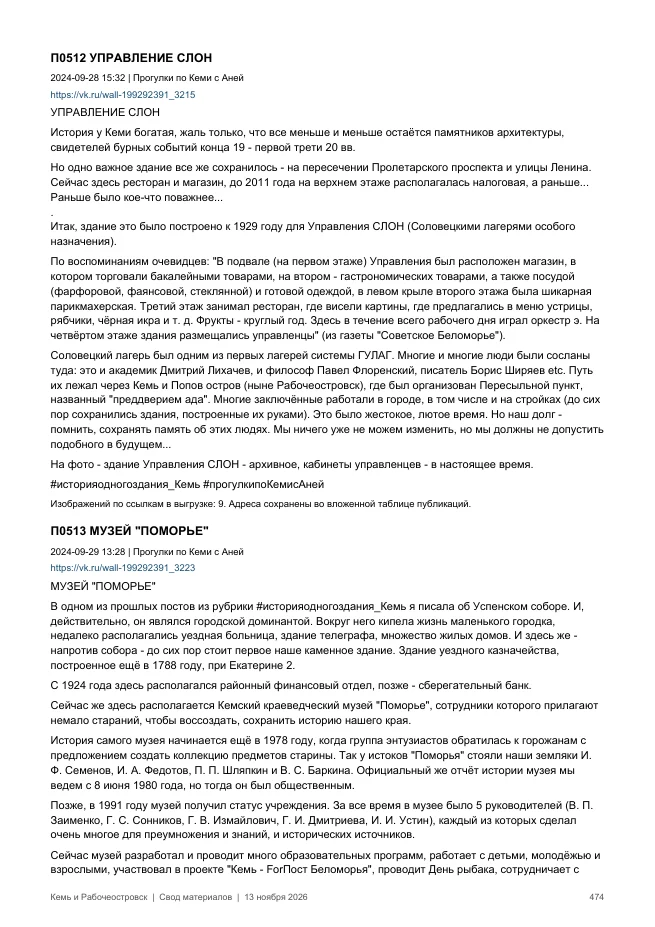 П0512 УПРАВЛЕНИЕ СЛОН
2024-09-28 15:32 | Прогулки по Кеми с Аней
https://vk.ru/wall-199292391_3215
УПРАВЛЕНИЕ СЛОН
История у Кеми богатая, жаль только, что все меньше и меньше остаётся памятников архитектуры,
свидетелей бурных событий конца 19 - первой трети 20 вв.
Но одно важное здание все же сохранилось - на пересечении Пролетарского проспекта и улицы Ленина.
Сейчас здесь ресторан и магазин, до 2011 года на верхнем этаже располагалась налоговая, а раньше...
Раньше было кое-что поважнее...
.
Итак, здание это было построено к 1929 году для Управления СЛОН (Соловецкими лагерями особого
назначения).
По воспоминаниям очевидцев: "В подвале (на первом этаже) Управления был расположен магазин, в
котором торговали бакалейными товарами, на втором - гастрономических товарами, а также посудой
(фарфоровой, фаянсовой, стеклянной) и готовой одеждой, в левом крыле второго этажа была шикарная
парикмахерская. Третий этаж занимал ресторан, где висели картины, где предлагались в меню устрицы,
рябчики, чёрная икра и т. д. Фрукты - круглый год. Здесь в течение всего рабочего дня играл оркестр э. На
четвёртом этаже здания размещались управленцы" (из газеты "Советское Беломорье").
Соловецкий лагерь был одним из первых лагерей системы ГУЛАГ. Многие и многие люди были сосланы
туда: это и академик Дмитрий Лихачев, и философ Павел Флоренский, писатель Борис Ширяев etc. Путь
их лежал через Кемь и Попов остров (ныне Рабочеостровск), где был организован Пересыльной пункт,
названный "преддверием ада". Многие заключённые работали в городе, в том числе и на стройках (до сих
пор сохранились здания, построенные их руками). Это было жестокое, лютое время. Но наш долг -
помнить, сохранять память об этих людях. Мы ничего уже не можем изменить, но мы должны не допустить
подобного в будущем...
На фото - здание Управления СЛОН - архивное, кабинеты управленцев - в настоящее время.
#историяодногоздания_Кемь #прогулкипоКемисАней
Изображений по ссылкам в выгрузке: 9. Адреса сохранены во вложенной таблице публикаций.
П0513 МУЗЕЙ "ПОМОРЬЕ"
2024-09-29 13:28 | Прогулки по Кеми с Аней
https://vk.ru/wall-199292391_3223
МУЗЕЙ "ПОМОРЬЕ"
В одном из прошлых постов из рубрики #историяодногоздания_Кемь я писала об Успенском соборе. И,
действительно, он являлся городской доминантой. Вокруг него кипела жизнь маленького городка,
недалеко располагались уездная больница, здание телеграфа, множество жилых домов. И здесь же -
напротив собора - до сих пор стоит первое наше каменное здание. Здание уездного казначейства,
построенное ещё в 1788 году, при Екатерине 2.
С 1924 года здесь располагался районный финансовый отдел, позже - сберегательный банк.
Сейчас же здесь располагается Кемский краеведческий музей "Поморье", сотрудники которого прилагают
немало стараний, чтобы воссоздать, сохранить историю нашего края.
История самого музея начинается ещё в 1978 году, когда группа энтузиастов обратилась к горожанам с
предложением создать коллекцию предметов старины. Так у истоков "Поморья" стояли наши земляки И.
Ф. Семенов, И. А. Федотов, П. П. Шляпкин и В. С. Баркина. Официальный же отчёт истории музея мы
ведем с 8 июня 1980 года, но тогда он был общественным.
Позже, в 1991 году музей получил статус учреждения. За все время в музее было 5 руководителей (В. П.
Заименко, Г. С. Сонников, Г. В. Измайлович, Г. И. Дмитриева, И. И. Устин), каждый из которых сделал
очень многое для преумножения и знаний, и исторических источников.
Сейчас музей разработал и проводит много образовательных программ, работает с детьми, молодёжью и
взрослыми, участвовал в проекте "Кемь - ForПост Беломорья", проводит День рыбака, сотрудничает с
Кемь и Рабочеостровск | Свод материалов | 13 ноября 2026
474